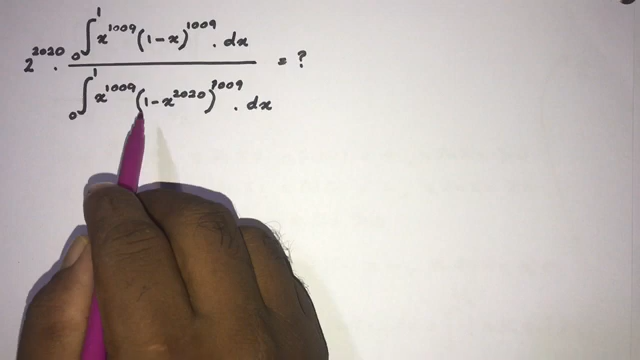 2^2020 · (∫₀¹ x^1009 (1-x)^1009 . dx) / (∫₀¹ x^1009 (1-x^2020)^1009 . dx) = ?